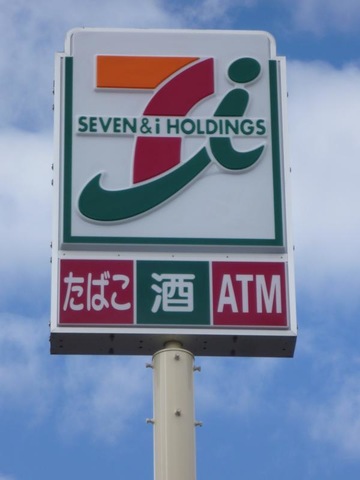 SEVEN & i HOLDINGS
たばこ 酒 ATM